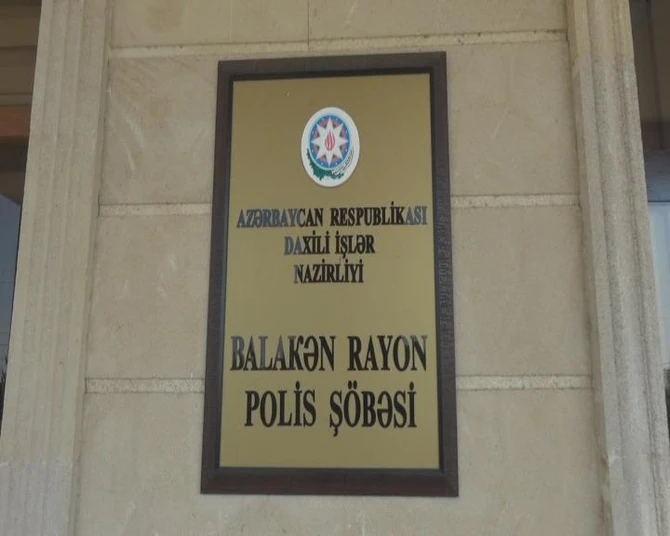 AZƏRBAYCAN RESPUBLİKASI
DAXİLİ İŞLƏR
NAZİRLİYİ
BALAKƏN RAYON
POLİS ŞÖBƏSİ